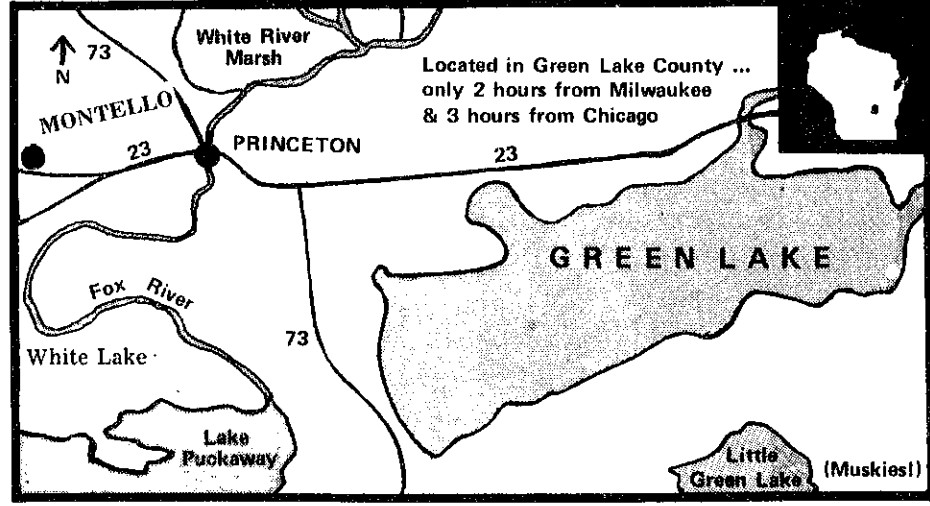 73
White River
Marsh
N
Located in Green Lake County ...
only 2 hours from Milwaukee
& 3 hours from Chicago
MONTELLO
23
PRINCETON
23
GREEN LAKE
Fox River
73
White Lake
Lake
Puckaway
Little
Green Lake
(Muskies!)